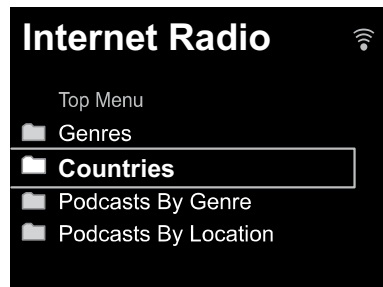 Internet Radio
Top Menu
Genres
Countries
Podcasts By Genre
Podcasts By Location